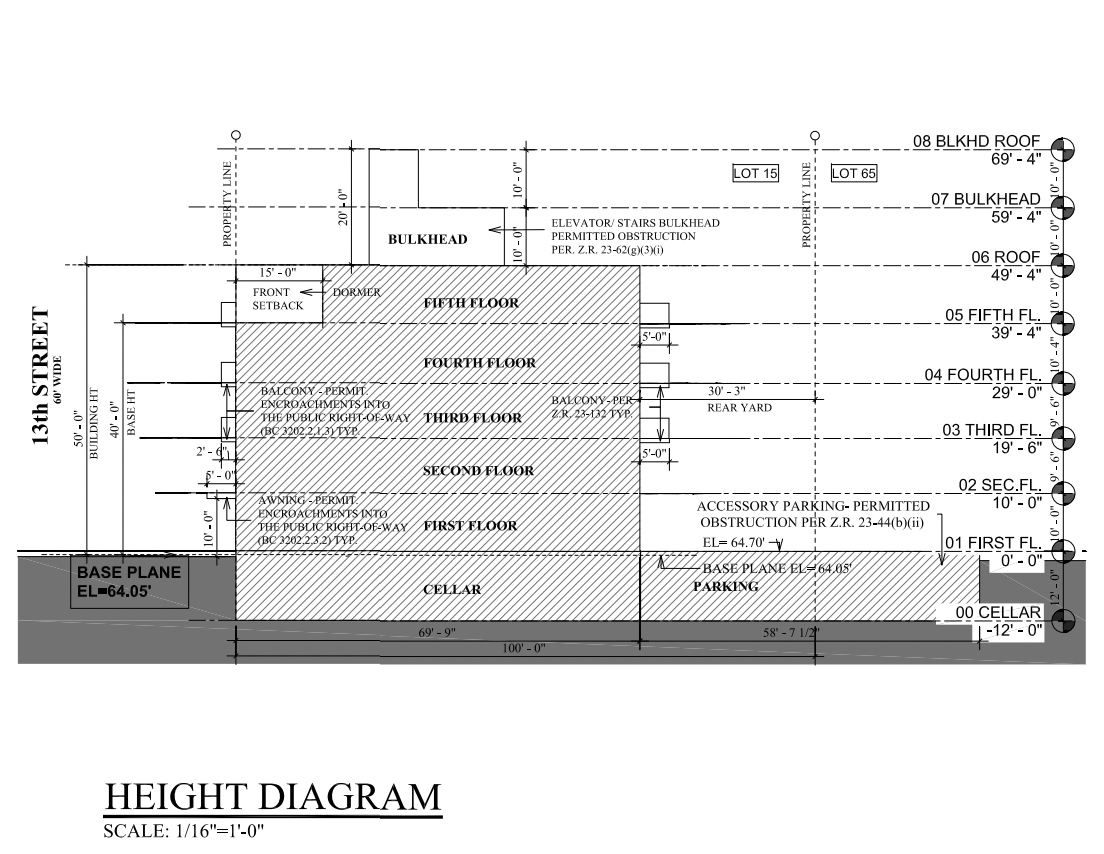 08 BLKHD ROOF
69' - 4"
LOT 15
LOT 65
PROPERTY LINE
PROPERTY LINE
20' - 0"
10' - 0"
10' - 0"
07 BULKHEAD
59' - 4"
10' - 0"
ELEVATOR/ STAIRS BULKHEAD
PERMITTED OBSTRUCTION
PER. Z.R. 23-62(g)(3)(i)
BULKHEAD
10' - 0"
10' - 0"
06 ROOF
49' - 4"
15' - 0"
FRONT
SETBACK
DORMER
FIFTH FLOOR
10' - 0"
05 FIFTH FL.
39' - 4"
5'-0"
13th STREET
60' WIDE
50' - 0"
BUILDING HT
40' - 0"
BASE HT
FOURTH FLOOR
10' - 4"
04 FOURTH FL.
29' - 0"
30' - 3"
REAR YARD
BALCONY - PERMIT.
ENCROACHMENTS INTO
THE PUBLIC RIGHT-OF-WAY
(BC 3202,2,1,3) TYP.
THIRD FLOOR
BALCONY- PER
Z.R. 23-132 TYP.
9' - 6"
03 THIRD FL.
19' - 6"
2' - 6"
5'-0"
SECOND FLOOR
9' - 6"
5' - 0"
02 SEC.FL.
10' - 0"
AWNING - PERMIT.
ENCROACHMENTS INTO
THE PUBLIC RIGHT-OF-WAY
(BC 3202,2,3,2) TYP.
10' - 0"
FIRST FLOOR
ACCESSORY PARKING- PERMITTED
OBSTRUCTION PER Z.R. 23-44(b)(ii)
10' - 0"
EL= 64.70'
01 FIRST FL.
0' - 0"
BASE PLANE
EL=64.05'
BASE PLANE EL= 64.05'
PARKING
CELLAR
12' - 0"
00 CELLAR
-12' - 0"
69' - 9"
58' - 7 1/2"
100' - 0"
HEIGHT DIAGRAM
SCALE: 1/16"=1'-0"